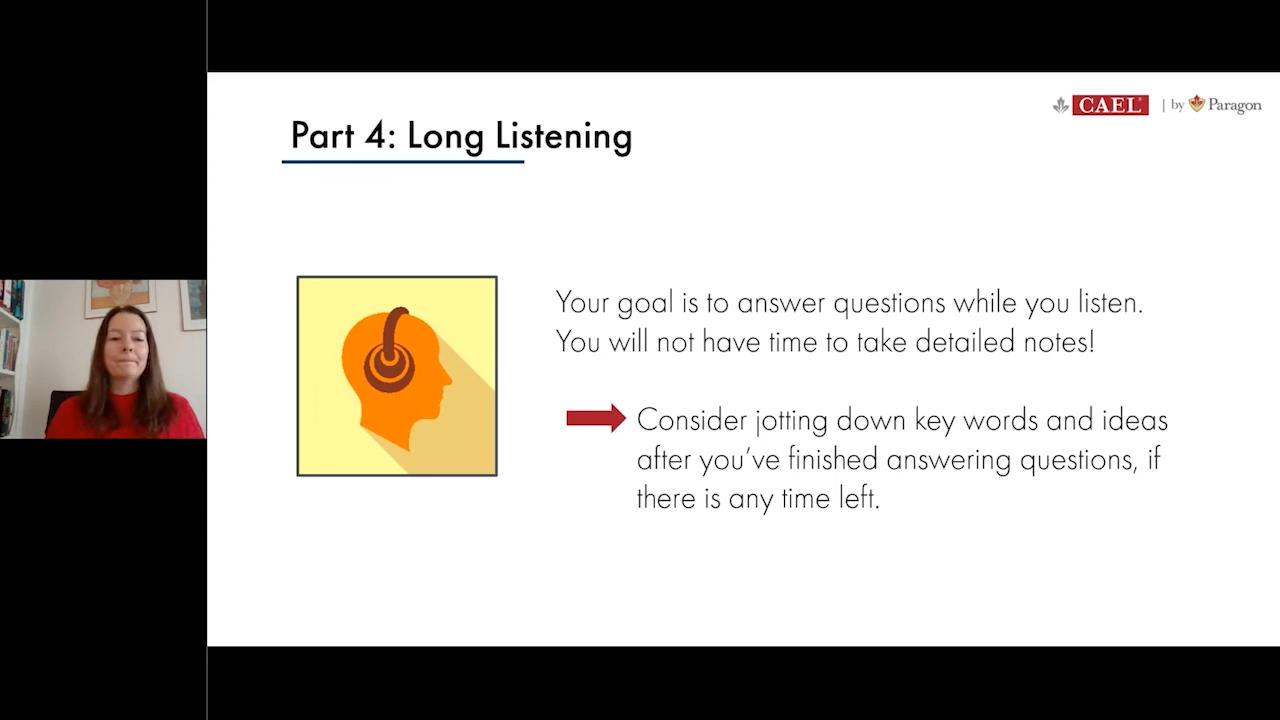 CAEL | by Paragon
Part 4: Long Listening
Your goal is to answer questions while you listen.
You will not have time to take detailed notes!
Consider jotting down key words and ideas
after you've finished answering questions, if
there is any time left.